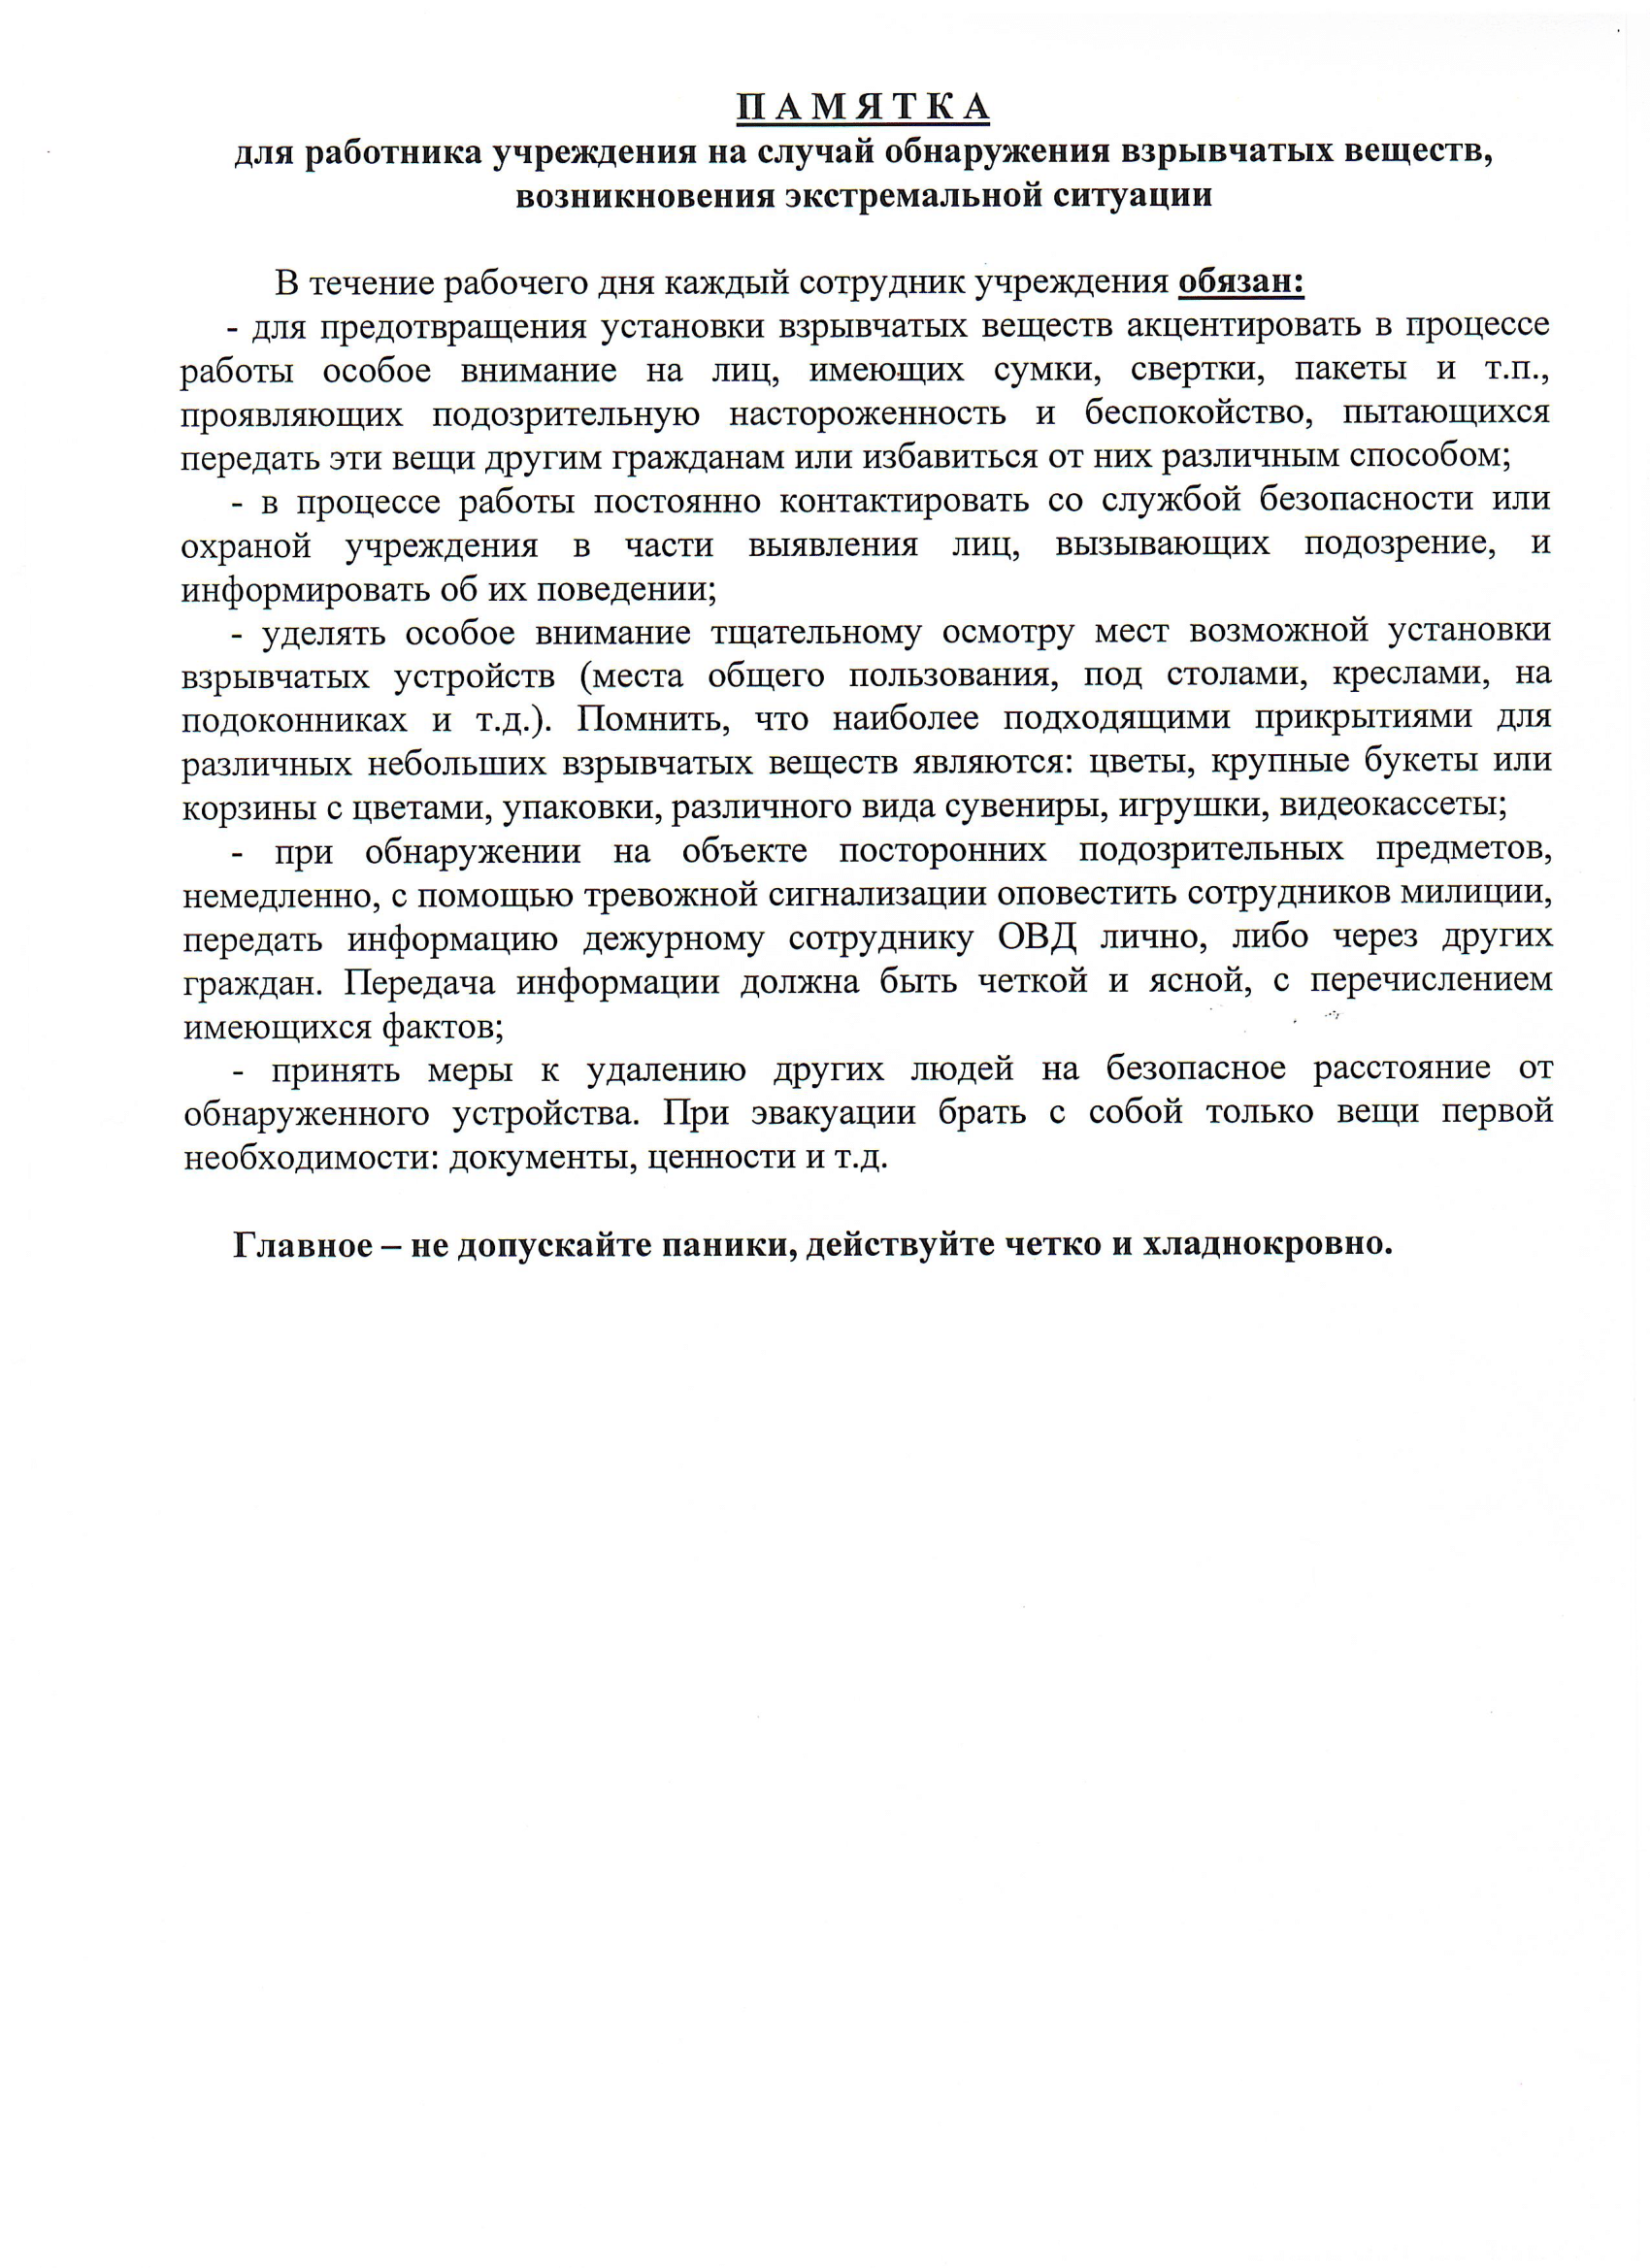 П А М Я Т К А
для работника учреждения на случай обнаружения взрывчатых веществ,
возникновения экстремальной ситуации
В течение рабочего дня каждый сотрудник учреждения обязан:
- для предотвращения установки взрывчатых веществ акцентировать в процессе
работы особое внимание на лиц, имеющих сумки, свертки, пакеты и т.п.,
проявляющих подозрительную настороженность и беспокойство, пытающихся
передать эти вещи другим гражданам или избавиться от них различным способом;
- в процессе работы постоянно контактировать со службой безопасности или
охраной учреждения в части выявления лиц, вызывающих подозрение, и
информировать об их поведении;
- уделять особое внимание тщательному осмотру мест возможной установки
взрывчатых устройств (места общего пользования, под столами, креслами, на
подоконниках и т.д.). Помнить, что наиболее подходящими прикрытиями для
различных небольших взрывчатых веществ являются: цветы, крупные букеты или
корзины с цветами, упаковки, различного вида сувениры, игрушки, видеокассеты;
- при обнаружении на объекте посторонних подозрительных предметов,
немедленно, с помощью тревожной сигнализации оповестить сотрудников милиции,
передать информацию дежурному сотруднику ОВД лично, либо через других
граждан. Передача информации должна быть четкой и ясной, с перечислением
имеющихся фактов;
- принять меры к удалению других людей на безопасное расстояние от
обнаруженного устройства. При эвакуации брать с собой только вещи первой
необходимости: документы, ценности и т.д.
Главное – не допускайте паники, действуйте четко и хладнокровно.